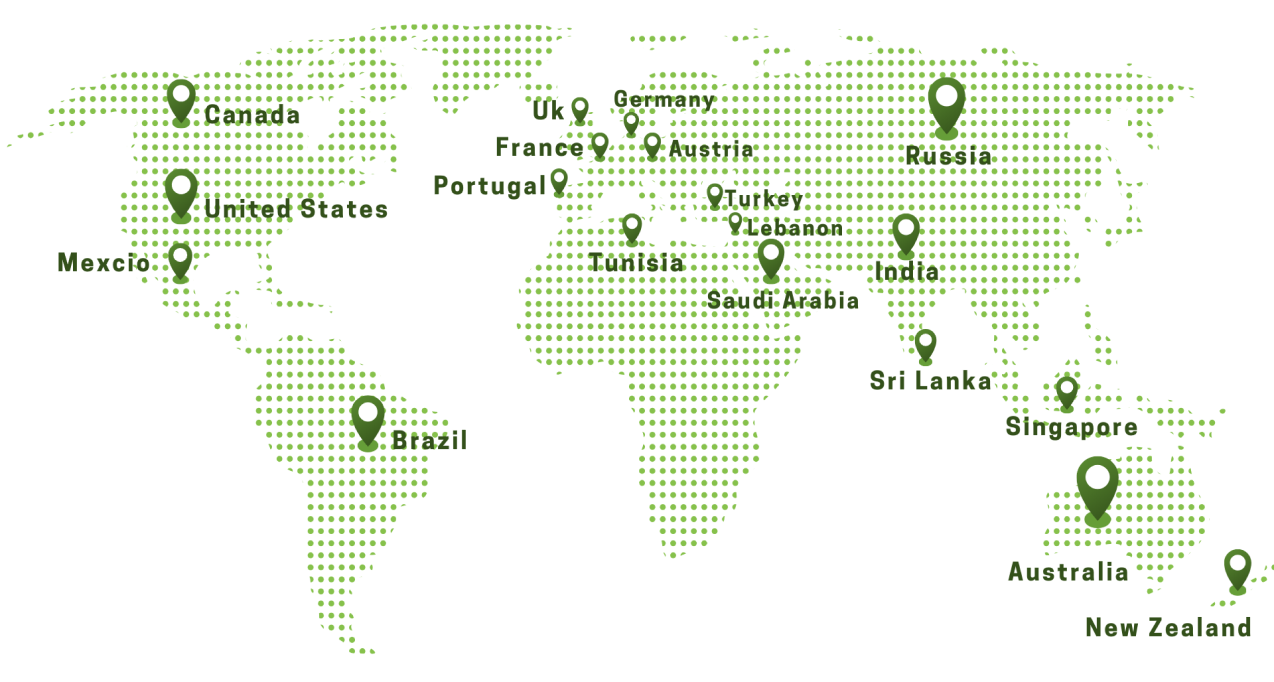 Germany
Uk
Canada
France
Austria
Russia
Portugal
Turkey
United States
Lebanon
Mexcio
Tunisia
India
Saudi Arabia
Sri Lanka
Singapore
Brazil
Australia
New Zealand